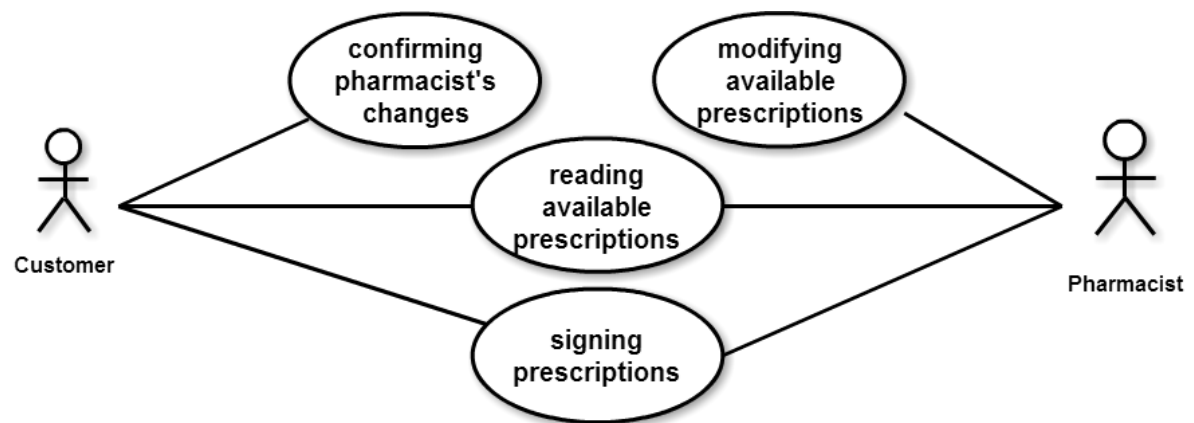 confirming
pharmacist's
changes
modifying
available
prescriptions
reading
available
prescriptions
Customer
Pharmacist
signing
prescriptions